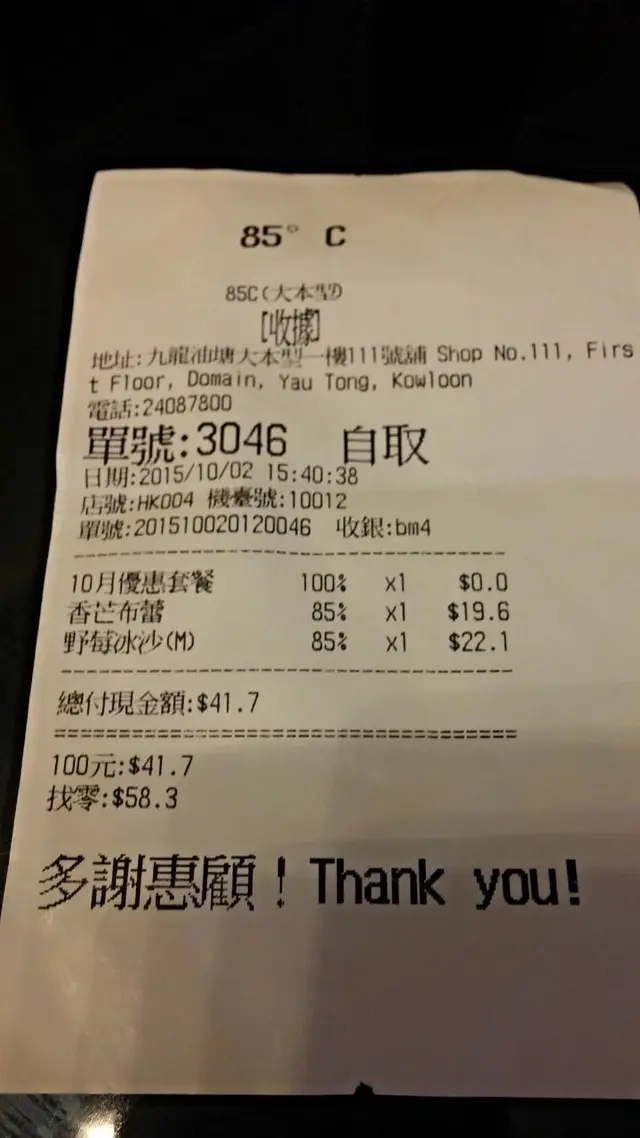 85° C
85C(大本型)
[收據]
地址:九龍油塘大本型一樓111號舖 Shop No.111, Firs
t Floor, Domain, Yau Tong, Kowloon
電話:24087800
單號:3046 自取
日期:2015/10/02 15:40:38
店號:HK004 機臺號:10012
單號:201510020120046 收銀:bm4
--------------------------------------
10月優惠套餐 100% x1 $0.0
香芒布蕾 85% x1 $19.6
野莓冰沙(M) 85% x1 $22.1
--------------------------------------
總付現金額:$41.7
======================================
100元:$41.7
找零:$58.3
多謝惠顧！Thank you!